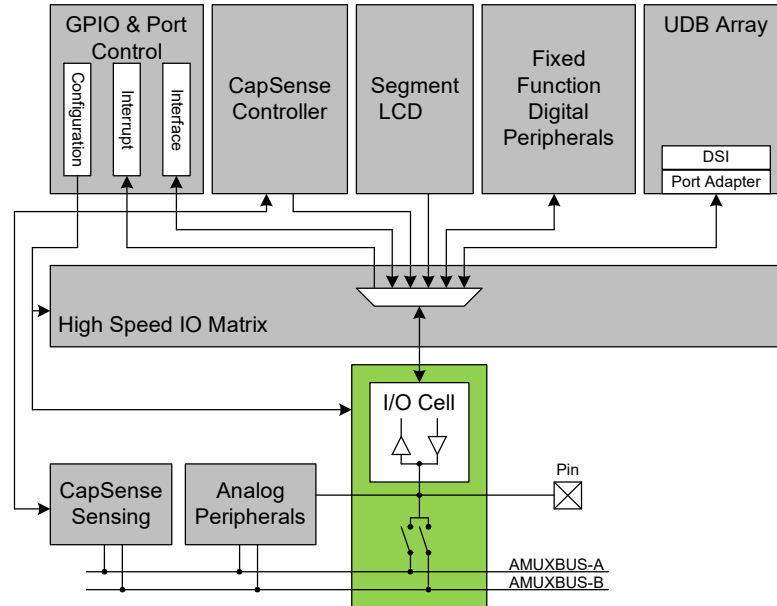 GPIO & Port
Control
Configuration
Interrupt
Interface
CapSense
Controller
Segment
LCD
Fixed
Function
Digital
Peripherals
UDB Array
DSI
Port Adapter
High Speed IO Matrix
I/O Cell
Pin
CapSense
Sensing
Analog
Peripherals
AMUXBUS-A
AMUXBUS-B